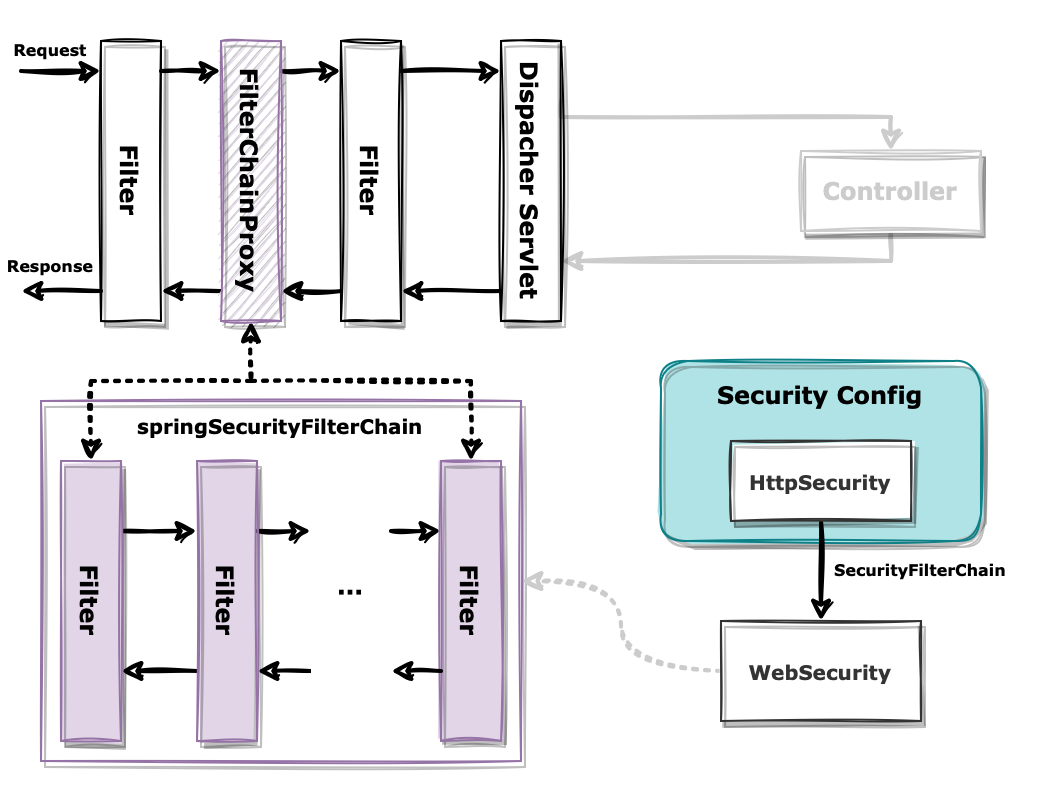 Request
Filter
FilterChainProxy
Filter
Dispacher Servlet
Controller
Response
springSecurityFilterChain
Filter
Filter
...
Filter
Security Config
HttpSecurity
SecurityFilterChain
WebSecurity